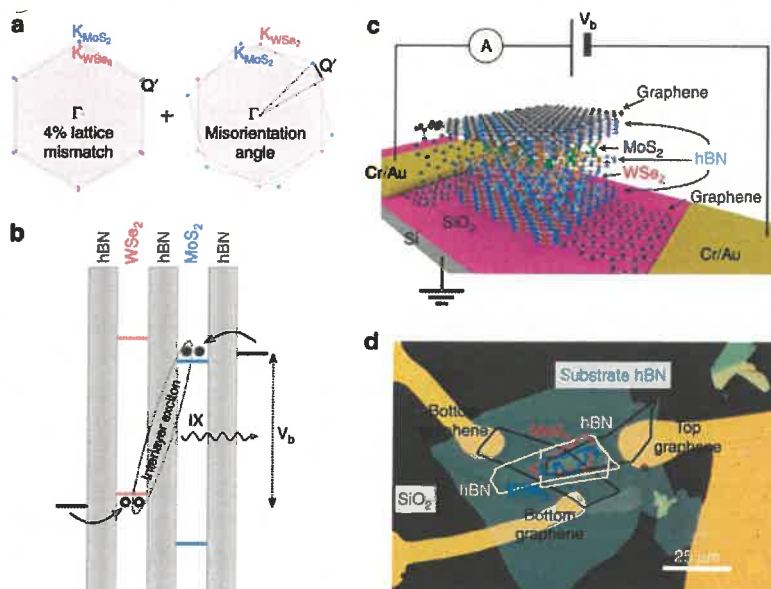 a
K_MoS₂
K_WSe₂
Q′
Γ
4% lattice
mismatch
+
K_WSe₂
K_MoS₂
Q′
Γ
Misorientation
angle
b
hBN
WSe₂
hBN
MoS₂
hBN
Interlayer exciton
IX
V_b
c
V_b
A
Graphene
MoS₂
hBN
WSe₂
Graphene
Cr/Au
SiO₂
Si
Cr/Au
d
Substrate hBN
Bottom
graphene
hBN
Top
graphene
hBN
SiO₂
Bottom
graphene
25 μm